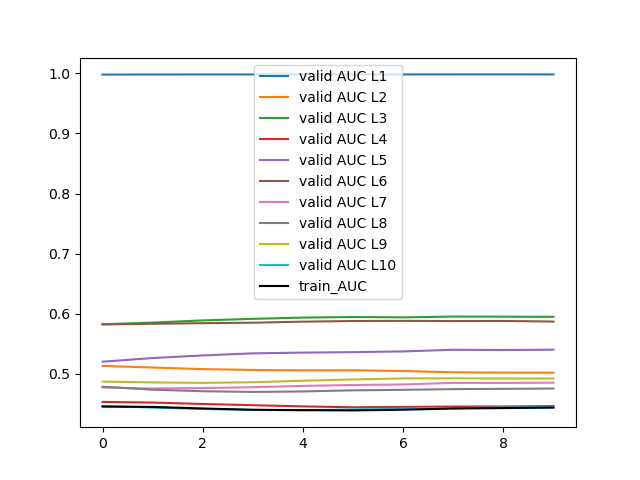 1.0
0.9
0.8
0.7
0.6
0.5
0
2
4
6
8
valid AUC L1
valid AUC L2
valid AUC L3
valid AUC L4
valid AUC L5
valid AUC L6
valid AUC L7
valid AUC L8
valid AUC L9
valid AUC L10
train_AUC